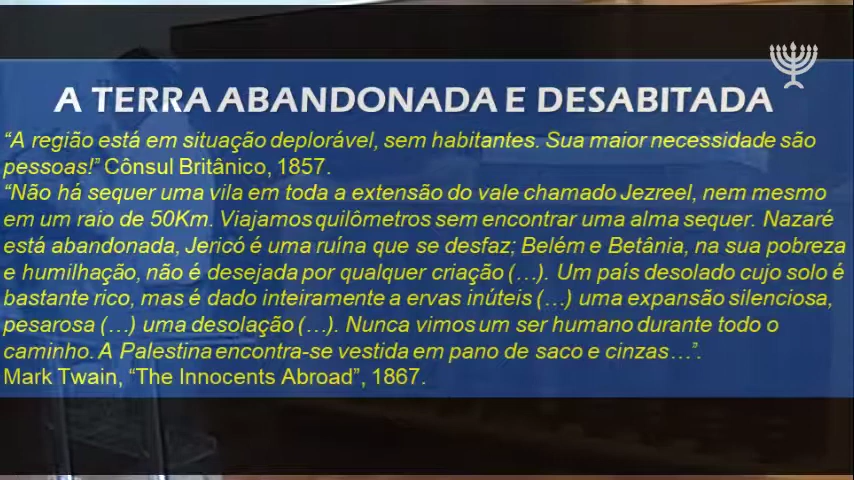 A TERRA ABANDONADA E DESABITADA
“A região está em situação deplorável, sem habitantes. Sua maior necessidade são
pessoas!” Cônsul Britânico, 1857.
“Não há sequer uma vila em toda a extensão do vale chamado Jezreel, nem mesmo
em um raio de 50Km. Viajamos quilômetros sem encontrar uma alma sequer. Nazaré
está abandonada, Jericó é uma ruína que se desfaz; Belém e Betânia, na sua pobreza
e humilhação, não é desejada por qualquer criação (…). Um país desolado cujo solo é
bastante rico, mas é dado inteiramente a ervas inúteis (…) uma expansão silenciosa,
pesarosa (…) uma desolação (…). Nunca vimos um ser humano durante todo o
caminho. A Palestina encontra-se vestida em pano de saco e cinzas…”.
Mark Twain, “The Innocents Abroad”, 1867.